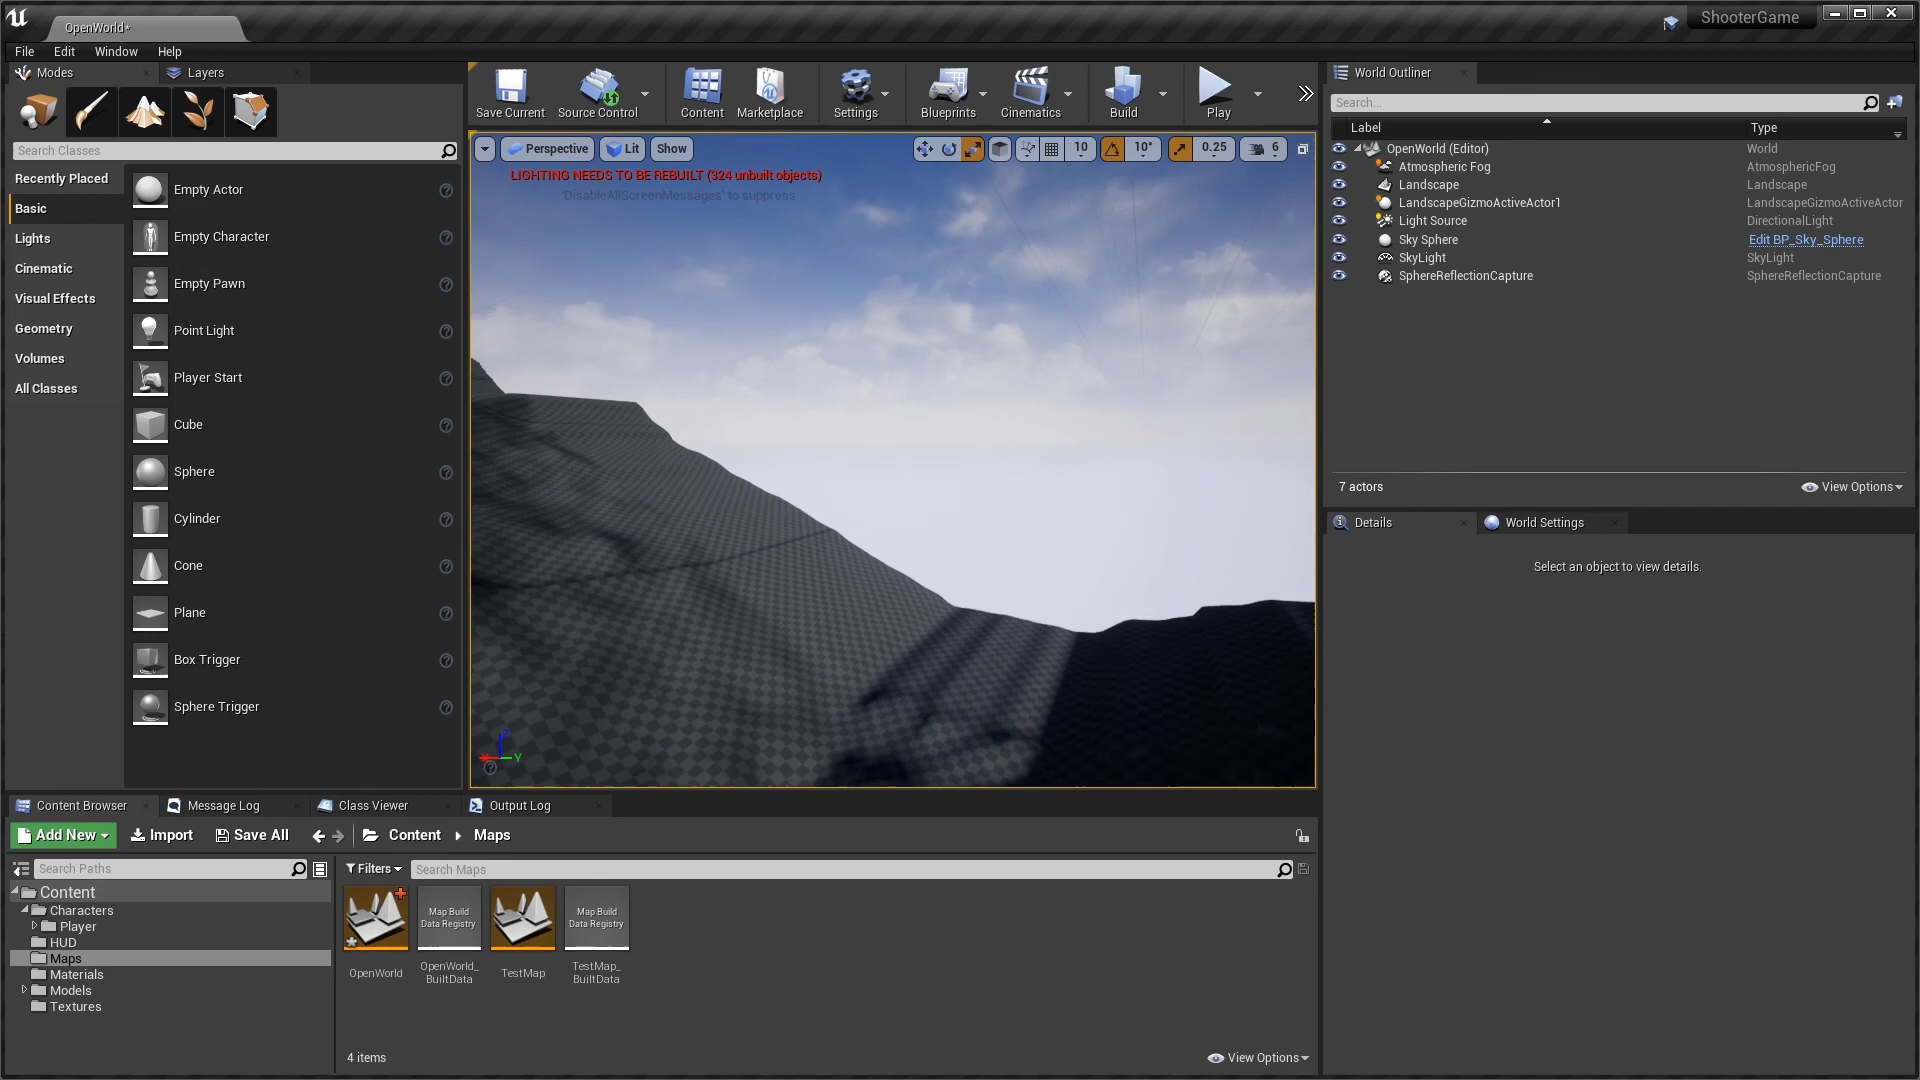 OpenWorld*
ShooterGame
File Edit Window Help
Modes
Layers
Search Classes
Recently Placed
Basic
Lights
Cinematic
Visual Effects
Geometry
Volumes
All Classes
Empty Actor
Empty Character
Empty Pawn
Point Light
Player Start
Cube
Sphere
Cylinder
Cone
Plane
Box Trigger
Sphere Trigger
Save Current
Source Control
Content
Marketplace
Settings
Blueprints
Cinematics
Build
Play
Perspective
Lit
Show
10
10°
0.25
6
LIGHTING NEEDS TO BE REBUILT (324 unbuilt objects)
'DisableAllScreenMessages' to suppress
Z
X
Y
World Outliner
Search...
Label Type
OpenWorld (Editor) World
Atmospheric Fog AtmosphericFog
Landscape Landscape
LandscapeGizmoActiveActor1 LandscapeGizmoActiveActor
Light Source DirectionalLight
Sky Sphere Edit BP_Sky_Sphere
SkyLight SkyLight
SphereReflectionCapture SphereReflectionCapture
7 actors
View Options
Details
World Settings
Select an object to view details.
Content Browser
Message Log
Class Viewer
Output Log
Add New
Import
Save All
Content
Maps
Search Paths
Filters
Search Maps
Content
Characters
Player
HUD
Maps
Materials
Models
Textures
OpenWorld
Map Build
Data Registry
OpenWorld_
BuiltData
TestMap
Map Build
Data Registry
TestMap_
BuiltData
4 items
View Options